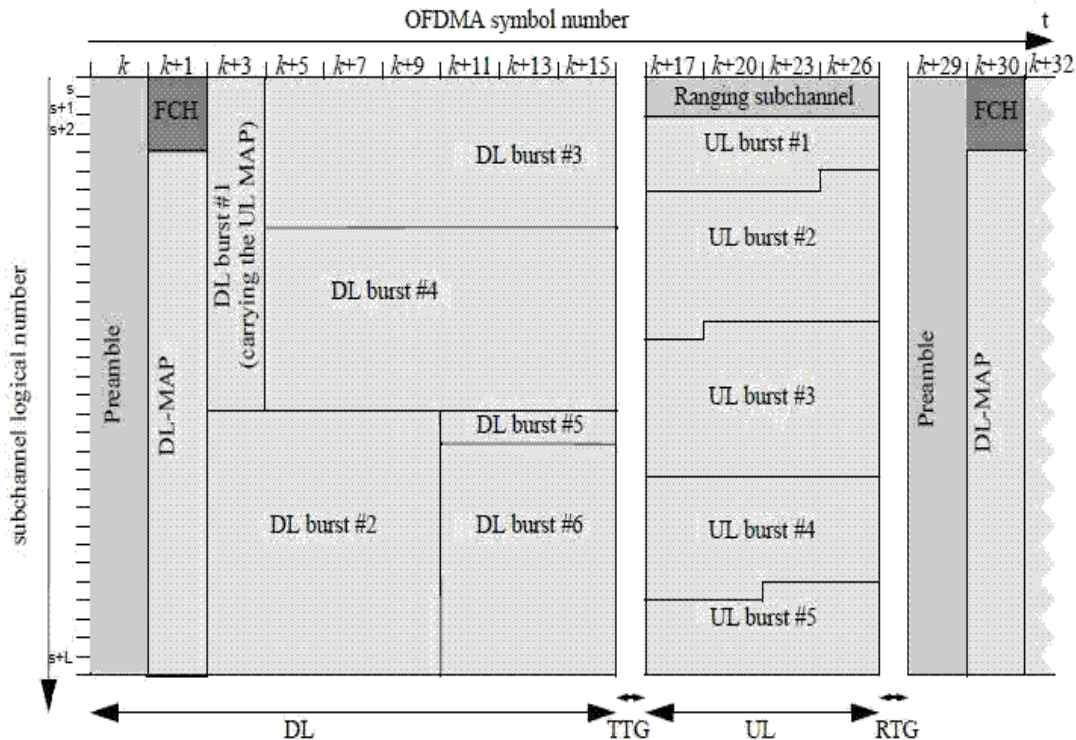 OFDMA symbol number
t
k k+1 k+3 k+5 k+7 k+9 k+11 k+13 k+15 k+17 k+20 k+23 k+26 k+29 k+30 k+32
s
s+1
s+2
s+L
subchannel logical number
Preamble
FCH
DL-MAP
DL burst #1
(carrying the UL MAP)
DL burst #3
DL burst #4
DL burst #5
DL burst #2
DL burst #6
Ranging subchannel
UL burst #1
UL burst #2
UL burst #3
UL burst #4
UL burst #5
Preamble
FCH
DL-MAP
DL
TTG
UL
RTG